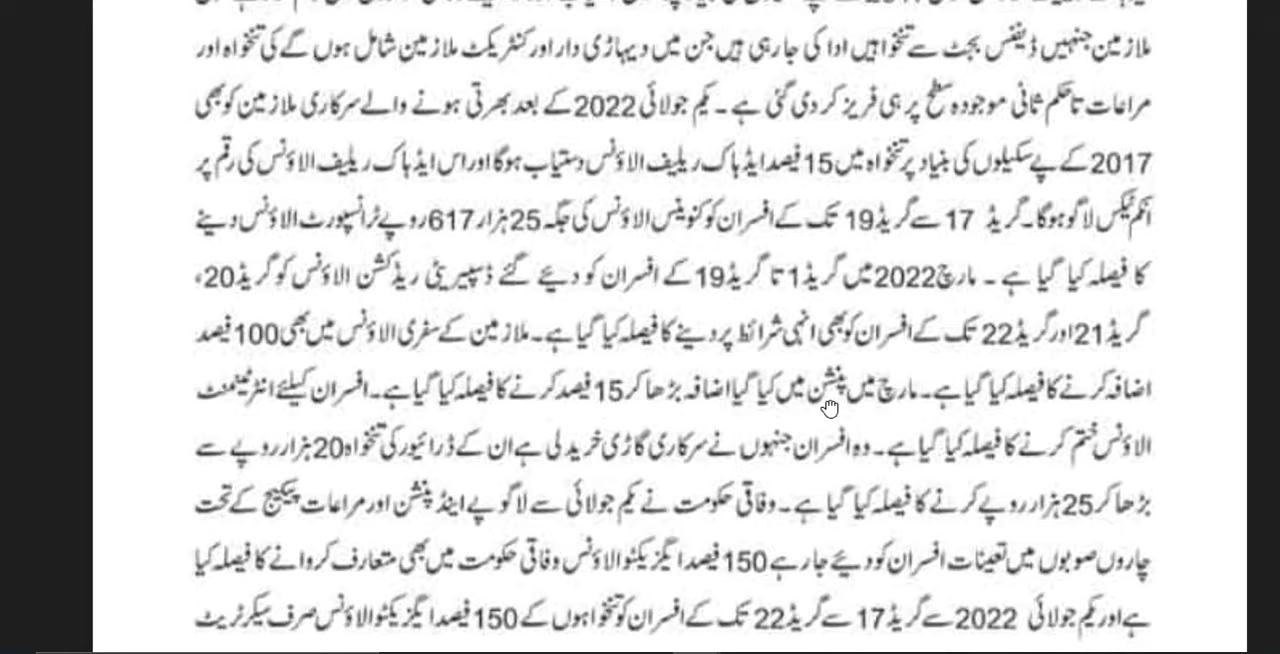 ملازمین جنہیں ڈیفنس بجٹ سے تنخواہیں ادا کی جارہی ہیں جن میں دیہاڑی دار اور کنٹریکٹ ملازمین شامل ہوں گے کی تنخواہ اور
مراعات تاحکم ثانی موجودہ سطح پر ہی فریز کر دی گئی ہے۔ یکم جولائی 2022 کے بعد بھرتی ہونے والے سرکاری ملازمین کو بھی
2017 کے پے سکیلوں کی بنیاد پر تنخواہ میں 15 فیصد ایڈہاک ریلیف الاؤنس دستیاب ہوگا اور اس ایڈہاک ریلیف الاؤنس کی رقم پر
انکم ٹیکس لاگو ہوگا۔ گریڈ 17 سے گریڈ 19 تک کے افسران کو کنوینس الاؤنس کی جگہ 25 ہزار 617 روپے ٹرانسپورٹ الاؤنس دینے
کا فیصلہ کیا گیا ہے ۔ مارچ 2022 میں گریڈ 1 تا گریڈ 19 کے افسران کو دیئے گئے ڈسپیریٹی ریڈکشن الاؤنس کو گریڈ 20،
گریڈ 21 اور گریڈ 22 تک کے افسران کو بھی انہی شرائط پر دینے کا فیصلہ کیا گیا ہے۔ ملازمین کے سفری الاؤنس میں بھی 100 فیصد
اضافہ کرنے کا فیصلہ کیا گیا ہے۔ مارچ میں پنشن میں کیا گیا اضافہ بڑھا کر 15 فیصد کرنے کا فیصلہ کیا گیا ہے۔ افسران کیلئے انٹرٹینمنٹ
الاؤنس ختم کرنے کا فیصلہ کیا گیا ہے۔ وہ افسران جنہوں نے سرکاری گاڑی خرید لی ہے ان کے ڈرائیور کی تنخواہ 20 ہزار روپے سے
بڑھا کر 25 ہزار روپے کرنے کا فیصلہ کیا گیا ہے۔ وفاقی حکومت نے یکم جولائی سے لاگو پے اینڈ پنشن اور مراعات پیکیج کے تحت
چاروں صوبوں میں تعینات افسران کو دیئے جارہے 150 فیصد ایگزیکٹو الاؤنس وفاقی حکومت میں بھی متعارف کروانے کا فیصلہ کیا
ہے اور یکم جولائی 2022 سے گریڈ 17 سے گریڈ 22 تک کے افسران کو تنخواہوں کے 150 فیصد ایگزیکٹو الاؤنس صرف سیکرٹریٹ